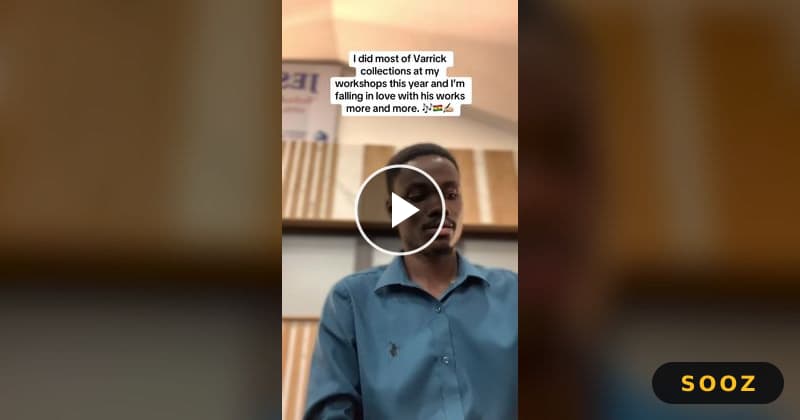 I did most of Varrick
collections at my
workshops this year and I'm
falling in love with his works
more and more. 🎶🇬🇭✍🏽
JES
SOOZ